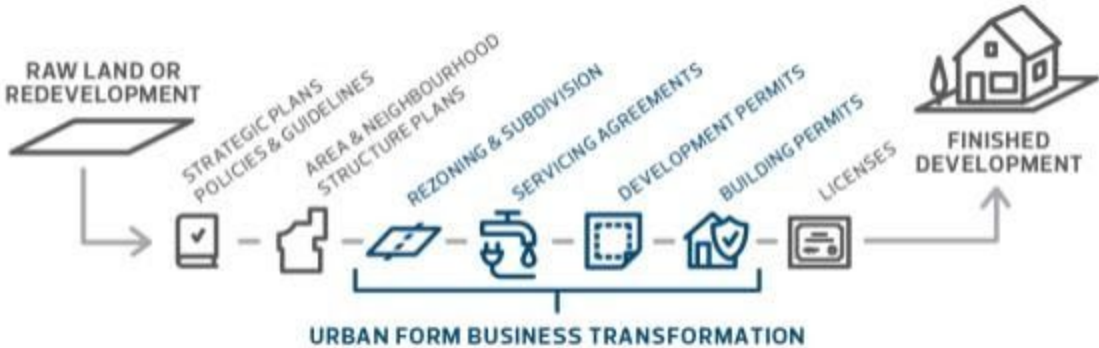 RAW LAND OR
REDEVELOPMENT
STRATEGIC PLANS
POLICIES & GUIDELINES
AREA & NEIGHBOURHOOD
STRUCTURE PLANS
REZONING & SUBDIVISION
SERVICING AGREEMENTS
DEVELOPMENT PERMITS
BUILDING PERMITS
LICENSES
FINISHED
DEVELOPMENT
URBAN FORM BUSINESS TRANSFORMATION